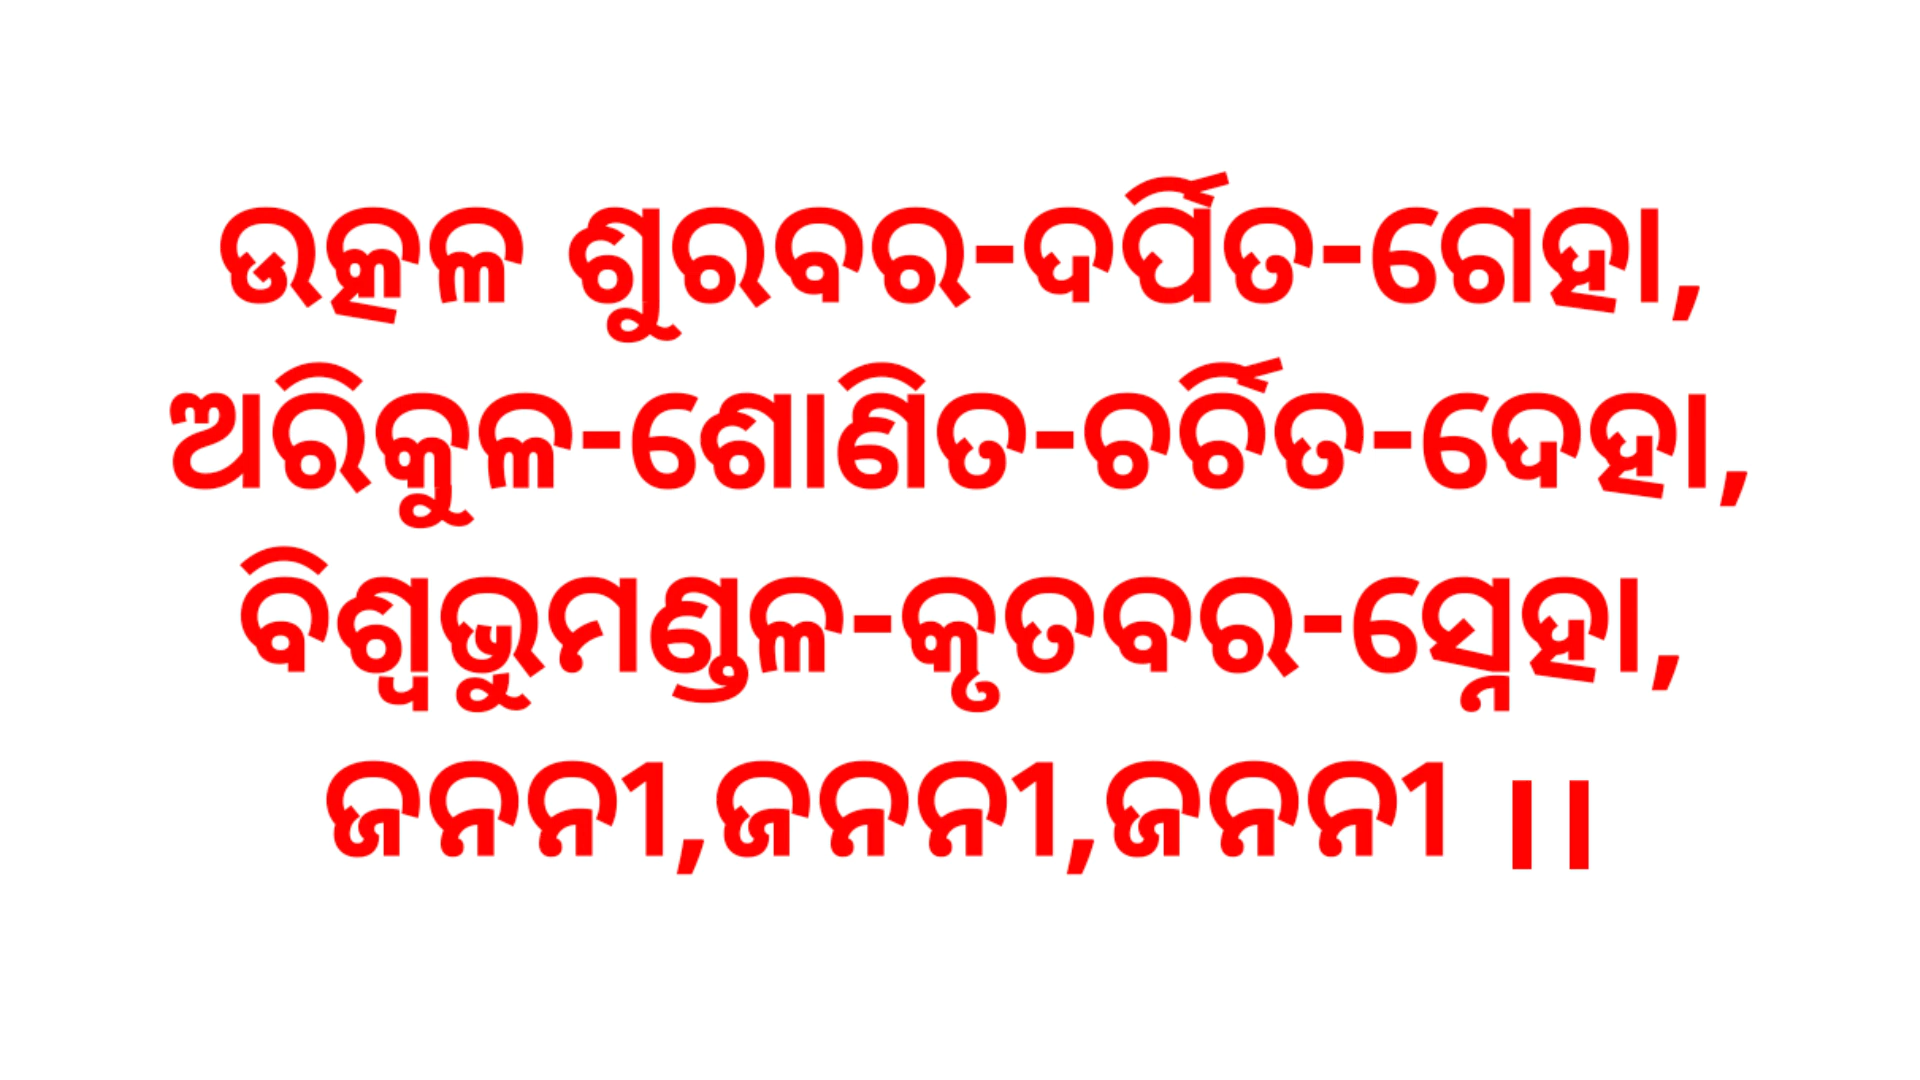 ଉତ୍କଳ ଶୁରବର-ଦର୍ପିତ-ଗେହା,
ଅରିକୁଳ-ଶୋଣିତ-ଚର୍ଚିତ-ଦେହା,
ବିଶ୍ୱଭୁମଣ୍ଡଳ-କୃତବର-ସ୍ନେହା,
ଜନନୀ,ଜନନୀ,ଜନନୀ ।।